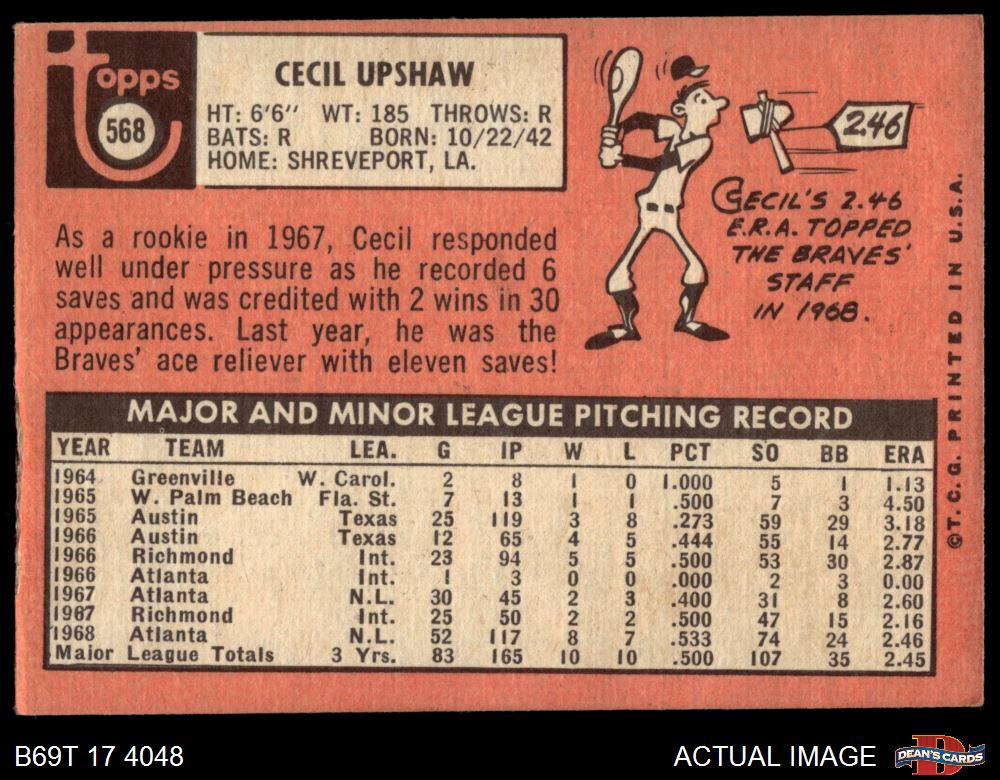 Topps
568
CECIL UPSHAW
HT: 6'6" WT: 185 THROWS: R
BATS: R BORN: 10/22/42
HOME: SHREVEPORT, LA.
2.46
CECIL'S 2.46
E.R.A. TOPPED
THE BRAVES'
STAFF
IN 1968.
As a rookie in 1967, Cecil responded
well under pressure as he recorded 6
saves and was credited with 2 wins in 30
appearances. Last year, he was the
Braves' ace reliever with eleven saves!
MAJOR AND MINOR LEAGUE PITCHING RECORD
YEAR TEAM LEA. G IP W L PCT SO BB ERA
1964 Greenville W. Carol. 2 8 1 0 1.000 5 1 1.13
1965 W. Palm Beach Fla. St. 7 13 1 1 .500 7 3 4.50
1965 Austin Texas 25 119 3 8 .273 59 29 3.18
1966 Austin Texas 12 65 4 5 .444 55 14 2.77
1966 Richmond Int. 23 94 5 5 .500 53 30 2.87
1966 Atlanta Int. 1 3 0 0 .000 2 3 0.00
1967 Atlanta N.L. 30 45 2 3 .400 31 8 2.60
1967 Richmond Int. 25 50 2 2 .500 47 15 2.16
1968 Atlanta N.L. 52 117 8 7 .533 74 24 2.46
Major League Totals 3 Yrs. 83 165 10 10 .500 107 35 2.45
©T. C. G. PRINTED IN U.S.A.
B69T 17 4048
ACTUAL IMAGE
D
DEAN'S CARDS